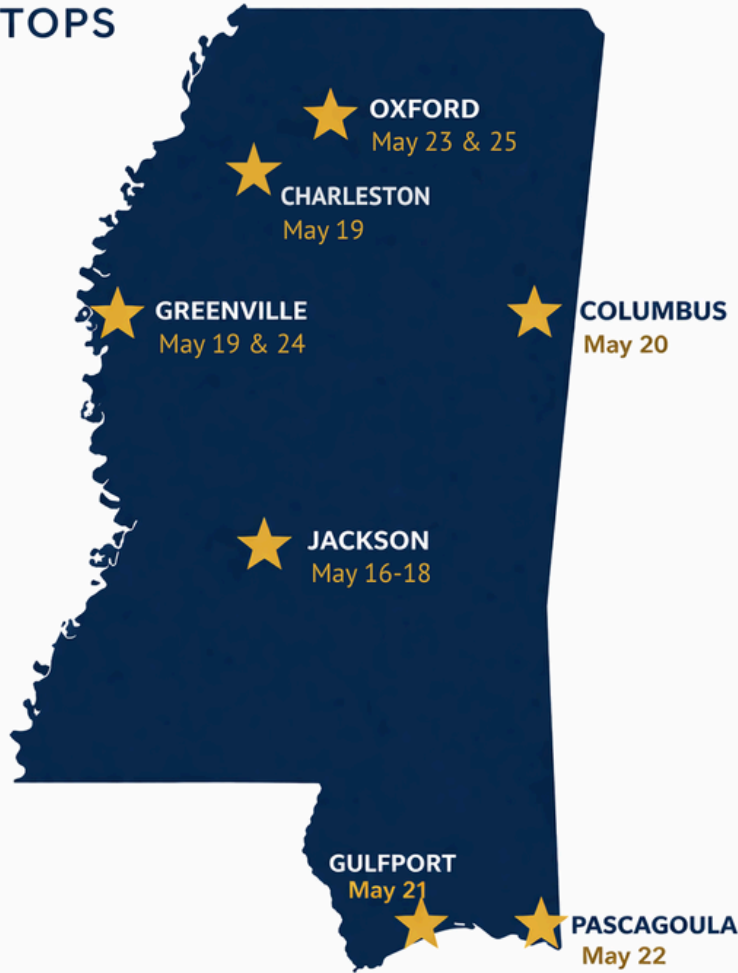 TOPS
OXFORD
May 23 & 25
CHARLESTON
May 19
GREENVILLE
May 19 & 24
COLUMBUS
May 20
JACKSON
May 16-18
GULFPORT
May 21
PASCAGOULA
May 22